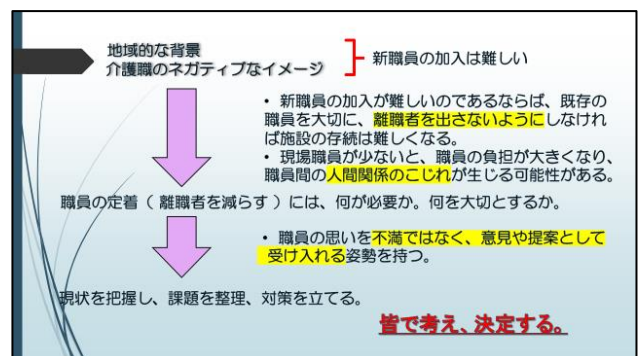 地域的な背景
介護職のネガティブなイメージ
新職員の加入は難しい
• 新職員の加入が難しいのであるならば、既存の
職員を大切に、離職者を出さないようにしなけれ
ば施設の存続は難しくなる。
• 現場職員が少ないと、職員の負担が大きくなり、
職員間の人間関係のこじれが生じる可能性がある。
職員の定着（ 離職者を減らす ）には、何が必要か。何を大切とするか。
• 職員の思いを不満ではなく、意見や提案として
受け入れる姿勢を持つ。
現状を把握し、課題を整理、対策を立てる。
皆で考え、決定する。